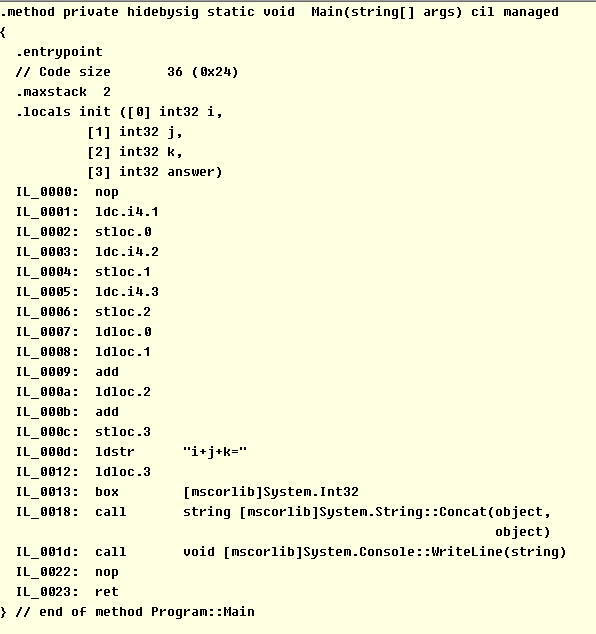 .method private hidebysig static void  Main(string[] args) cil managed
{
  .entrypoint
  // Code size       36 (0x24)
  .maxstack  2
  .locals init ([0] int32 i,
           [1] int32 j,
           [2] int32 k,
           [3] int32 answer)
  IL_0000:  nop
  IL_0001:  ldc.i4.1
  IL_0002:  stloc.0
  IL_0003:  ldc.i4.2
  IL_0004:  stloc.1
  IL_0005:  ldc.i4.3
  IL_0006:  stloc.2
  IL_0007:  ldloc.0
  IL_0008:  ldloc.1
  IL_0009:  add
  IL_000a:  ldloc.2
  IL_000b:  add
  IL_000c:  stloc.3
  IL_000d:  ldstr      "i+j+k="
  IL_0012:  ldloc.3
  IL_0013:  box        [mscorlib]System.Int32
  IL_0018:  call       string [mscorlib]System.String::Concat(object,
                                                              object)
  IL_001d:  call       void [mscorlib]System.Console::WriteLine(string)
  IL_0022:  nop
  IL_0023:  ret
} // end of method Program::Main